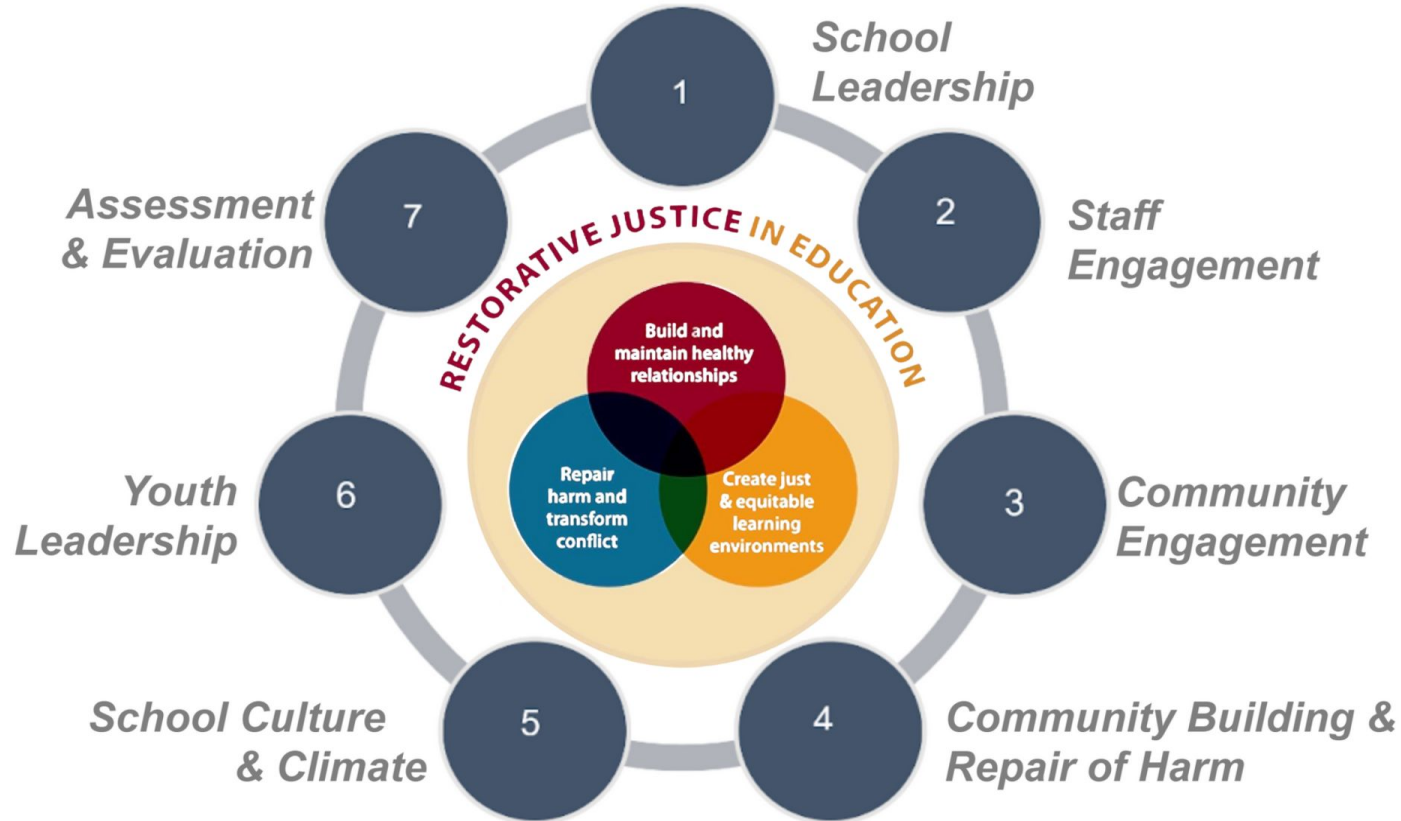 1
School
Leadership
2
Staff
Engagement
3
Community
Engagement
4
Community Building &
Repair of Harm
5
School Culture
& Climate
6
Youth
Leadership
7
Assessment
& Evaluation
RESTORATIVE JUSTICE IN EDUCATION
Build and
maintain healthy
relationships
Repair
harm and
transform
conflict
Create just
& equitable
learning
environments